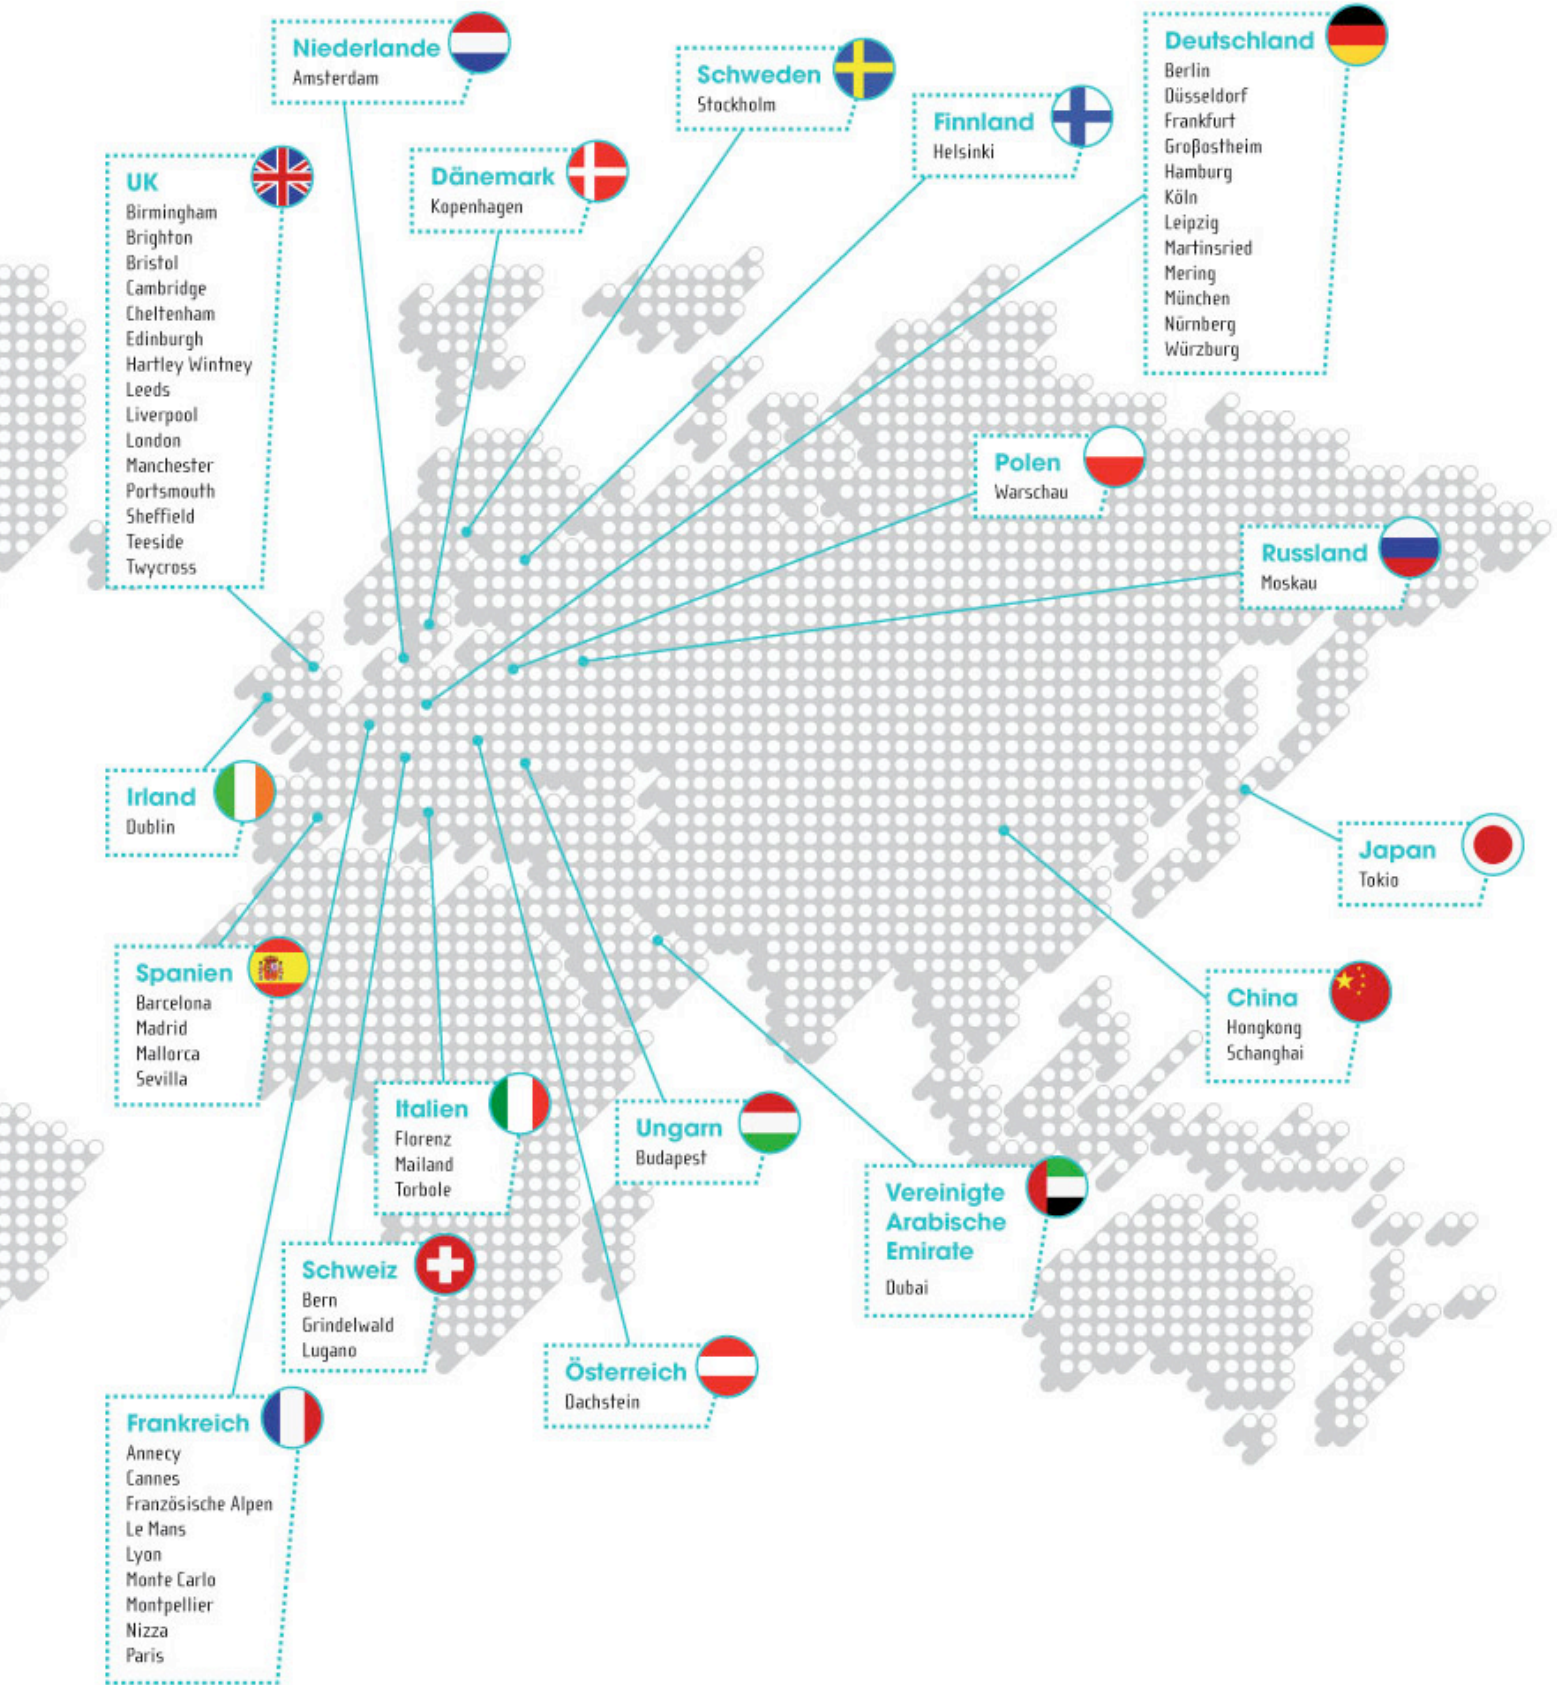 Niederlande
Amsterdam
Schweden
Stockholm
Deutschland
Berlin
Düsseldorf
Frankfurt
Großostheim
Hamburg
Köln
Leipzig
Martinsried
Mering
München
Nürnberg
Würzburg
Finnland
Helsinki
Dänemark
Kopenhagen
UK
Birmingham
Brighton
Bristol
Cambridge
Cheltenham
Edinburgh
Hartley Wintney
Leeds
Liverpool
London
Manchester
Portsmouth
Sheffield
Teeside
Twycross
Polen
Warschau
Russland
Moskau
Irland
Dublin
Japan
Tokio
Spanien
Barcelona
Madrid
Mallorca
Sevilla
China
Hongkong
Schanghai
Italien
Florenz
Mailand
Torbole
Ungarn
Budapest
Vereinigte
Arabische
Emirate
Dubai
Schweiz
Bern
Grindelwald
Lugano
Österreich
Dachstein
Frankreich
Annecy
Cannes
Französische Alpen
Le Mans
Lyon
Monte Carlo
Montpellier
Nizza
Paris